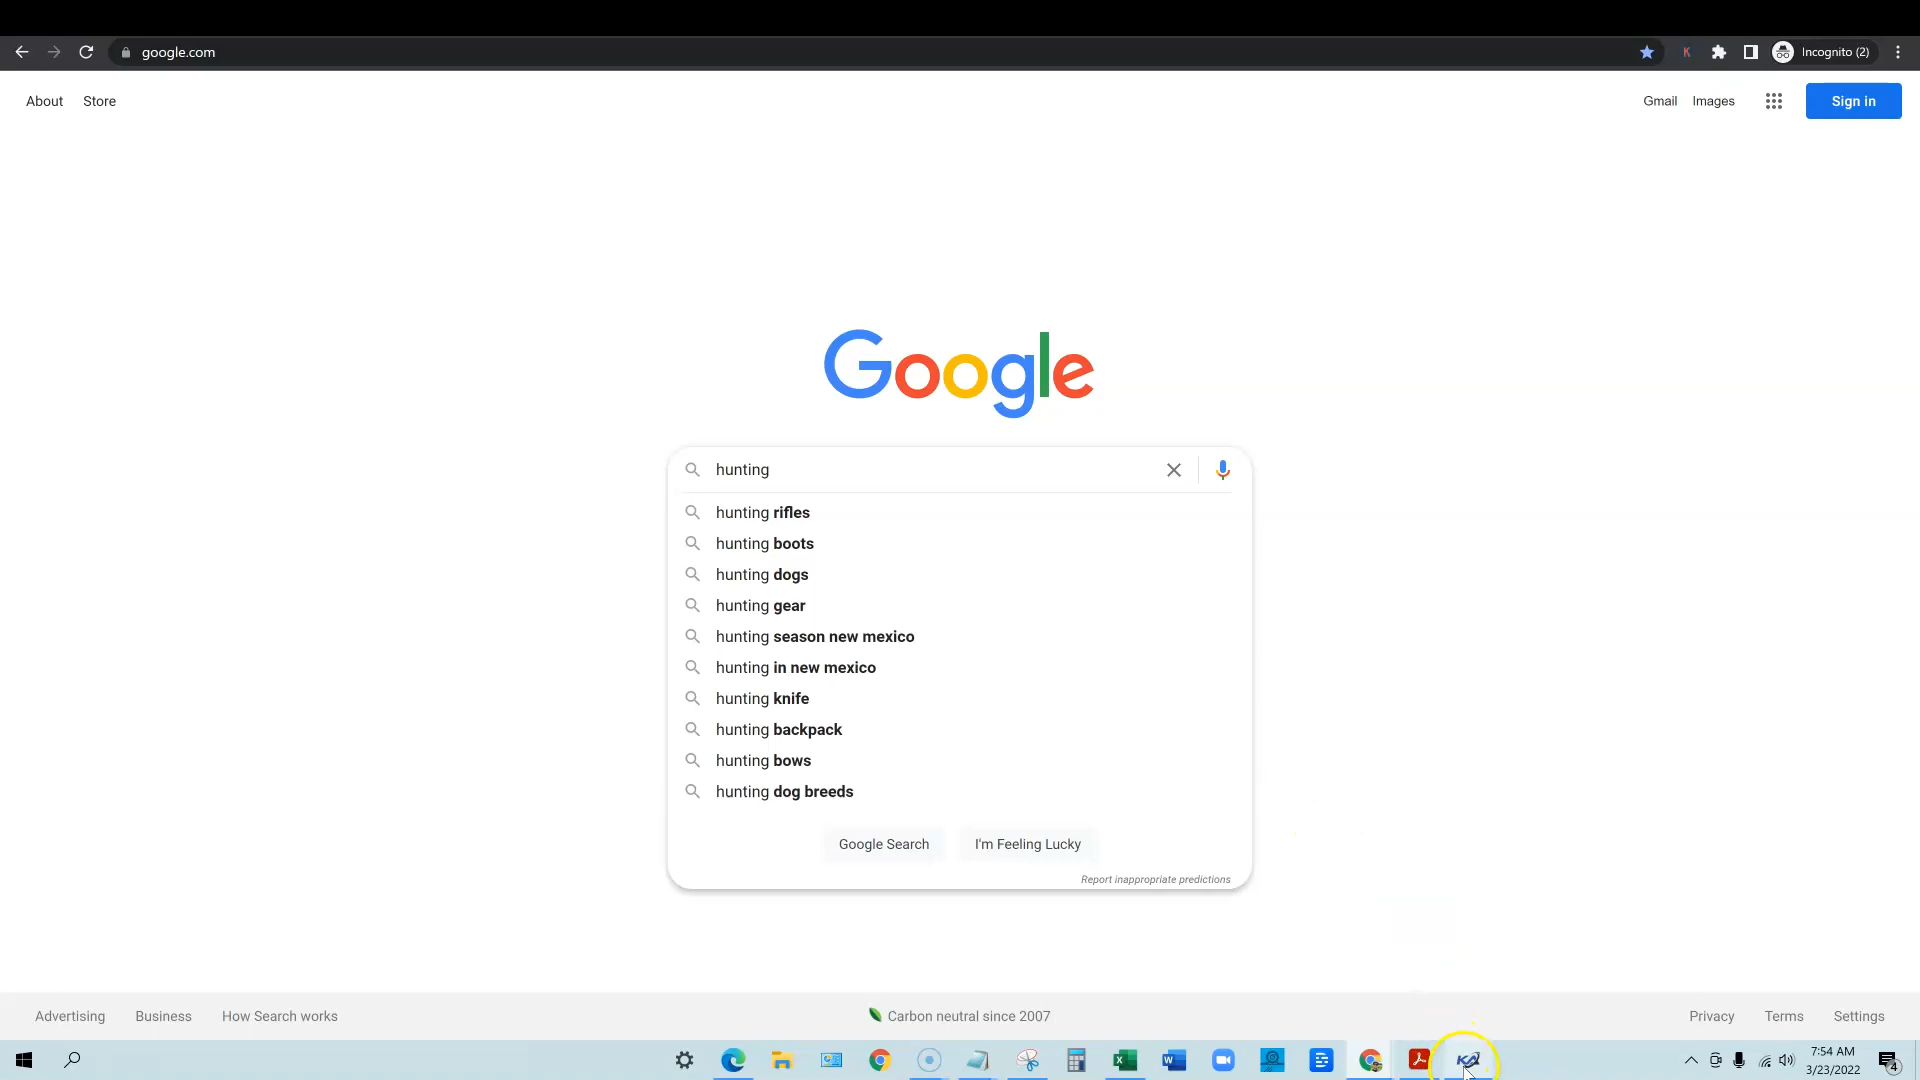 google.com
K
Incognito (2)
About
Store
Gmail
Images
Sign in
Google
hunting
hunting rifles
hunting boots
hunting dogs
hunting gear
hunting season new mexico
hunting in new mexico
hunting knife
hunting backpack
hunting bows
hunting dog breeds
Google Search
I'm Feeling Lucky
Report inappropriate predictions
Advertising
Business
How Search works
Carbon neutral since 2007
Privacy
Terms
Settings
7:54 AM
3/23/2022
4